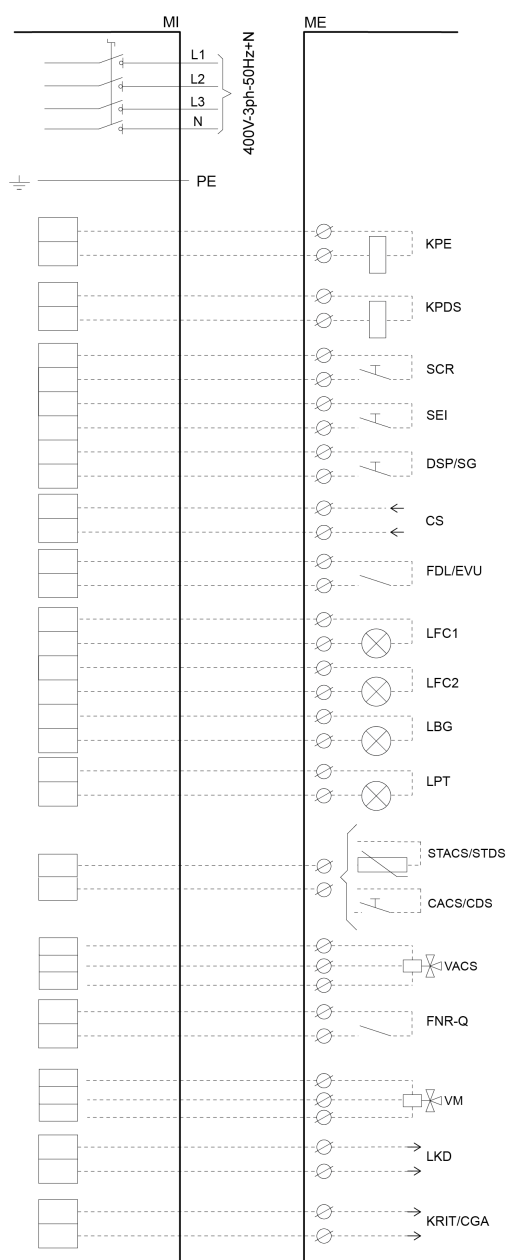 MI
ME
L1
L2
L3
N
400V-3ph-50Hz+N
PE
KPE
KPDS
SCR
SEI
DSP/SG
CS
FDL/EVU
LFC1
LFC2
LBG
LPT
STACS/STDS
CACS/CDS
VACS
FNR-Q
VM
LKD
KRIT/CGA